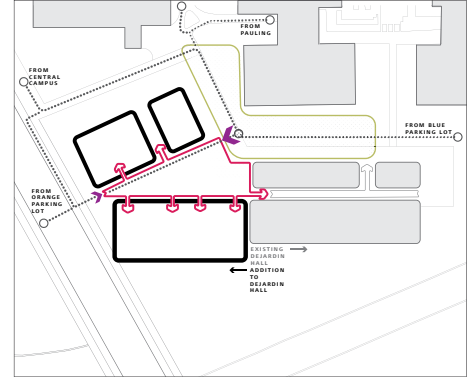 FROM
PAULING
FROM
CENTRAL
CAMPUS
FROM BLUE
PARKING LOT
FROM
ORANGE
PARKING
LOT
EXISTING
DEJARDIN
HALL
ADDITION
TO
DEJARDIN
HALL